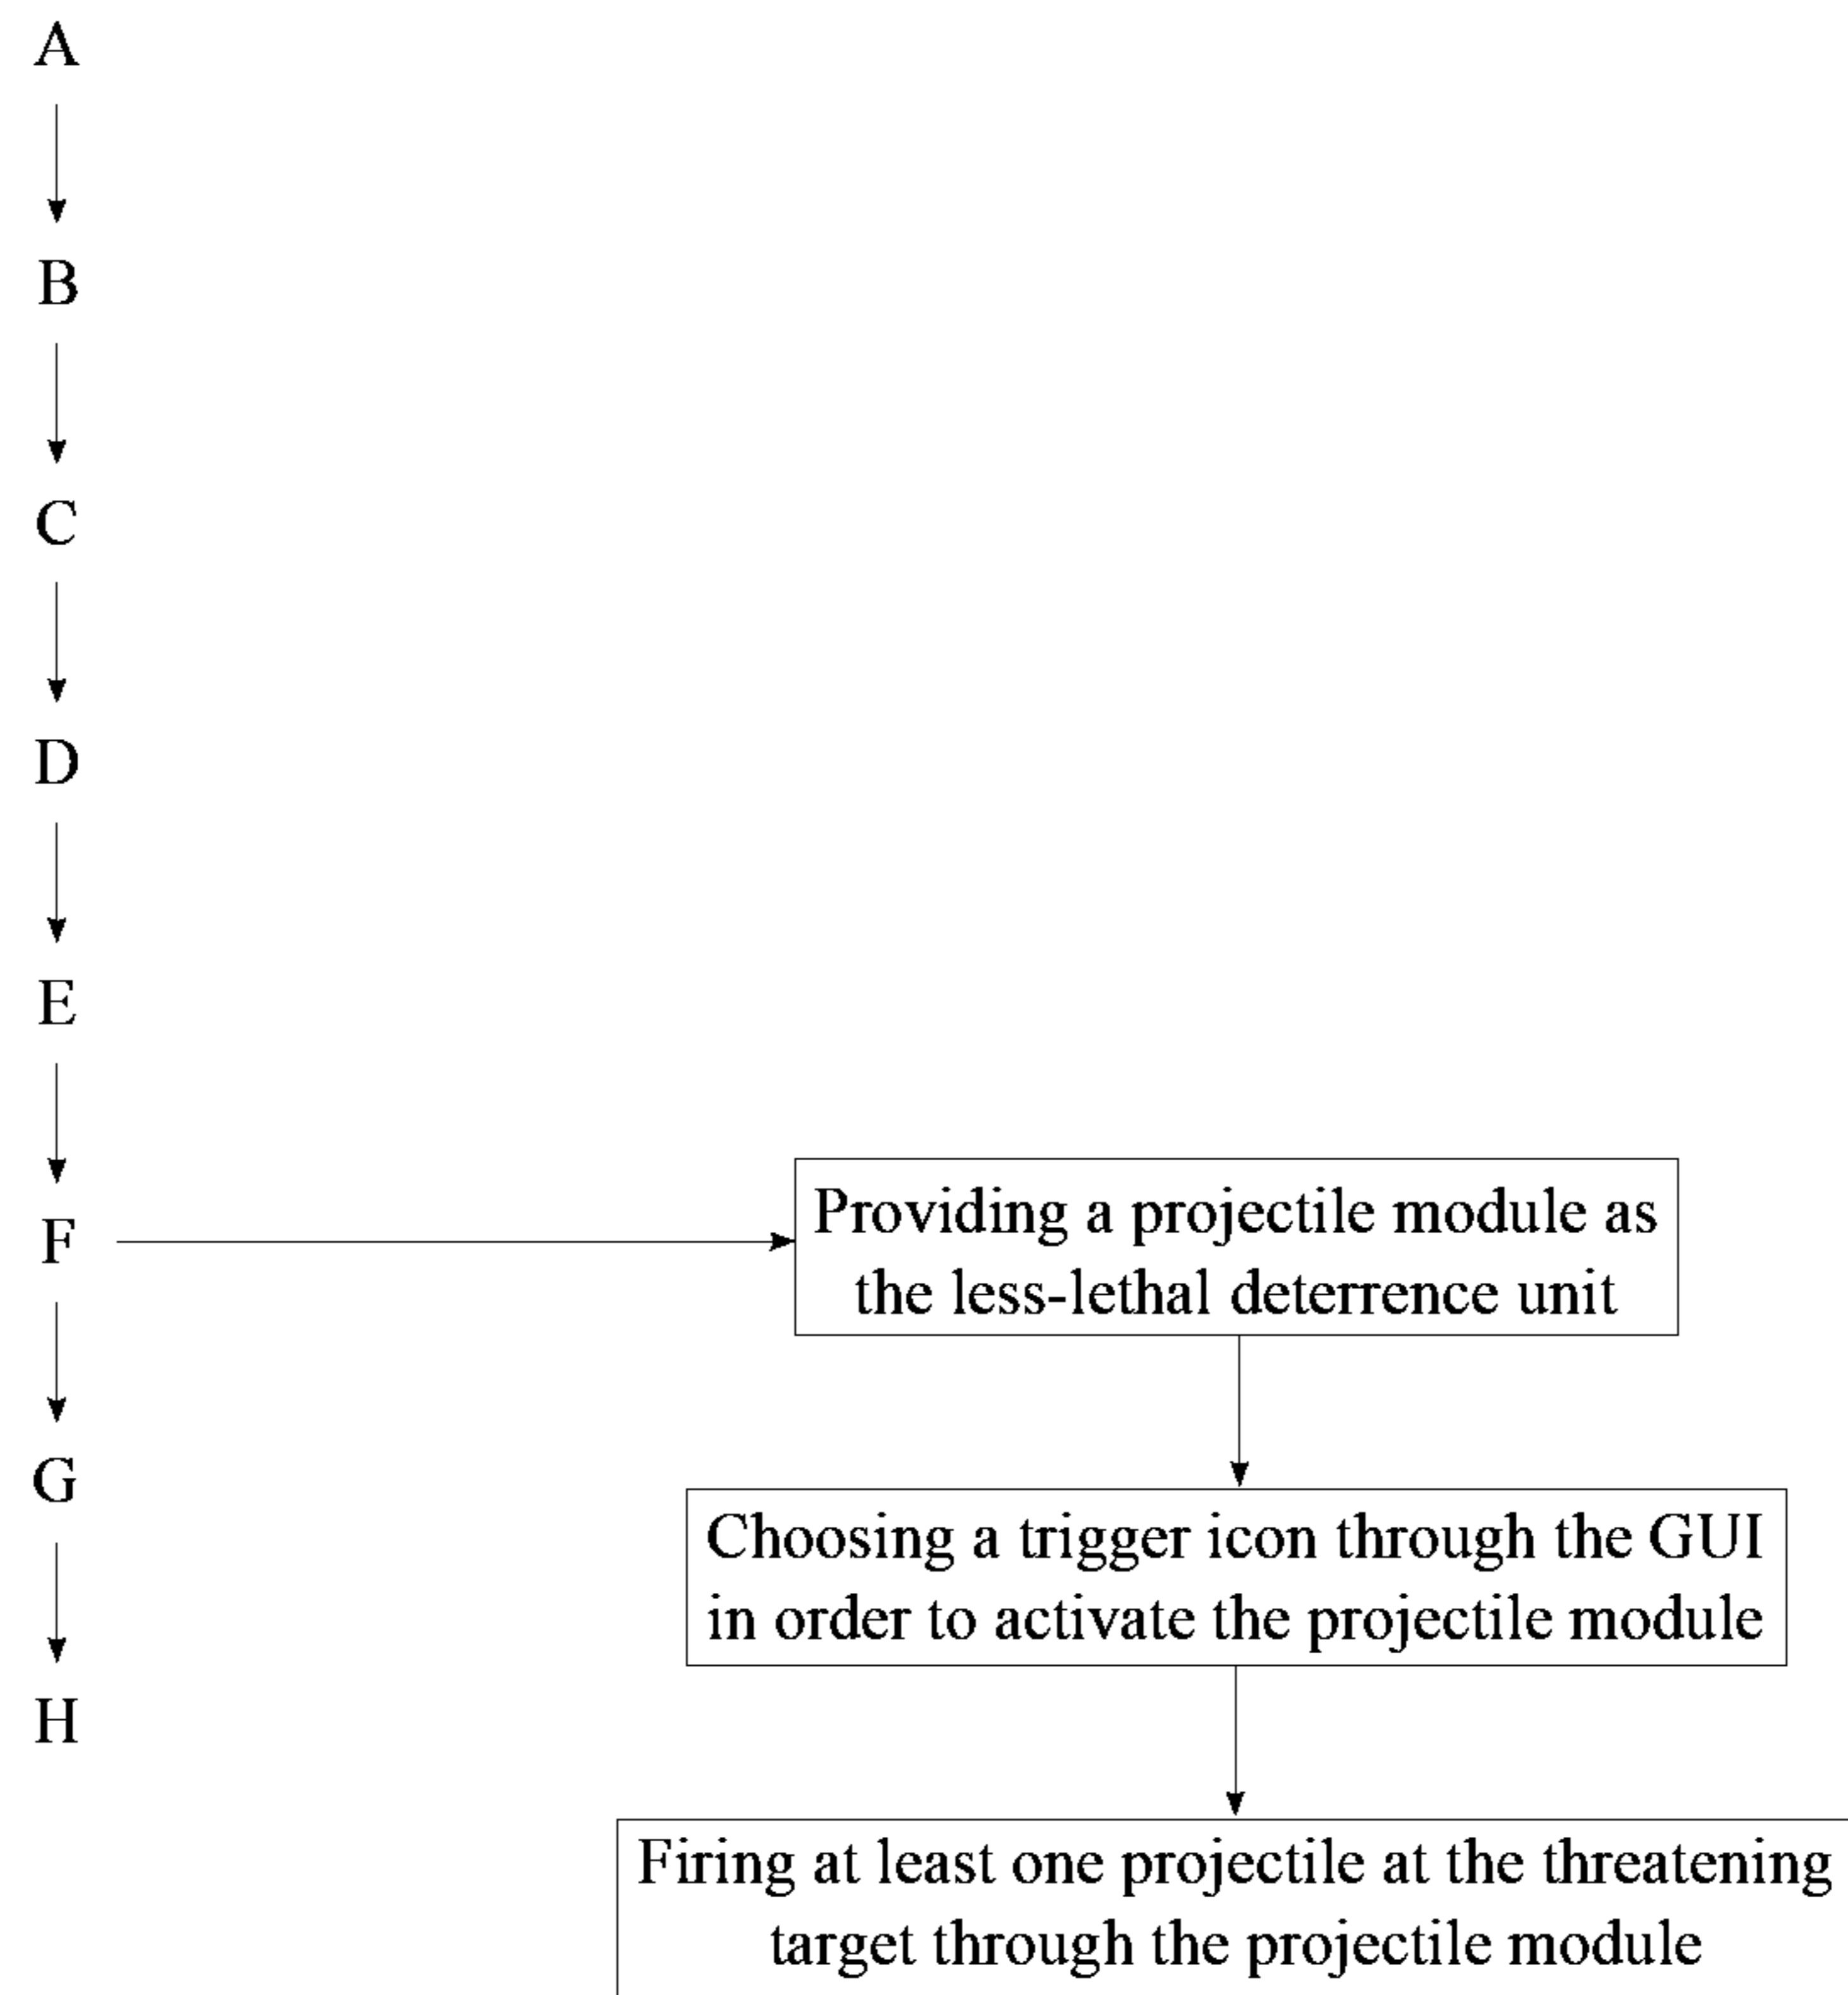 A
B
C
D
E
F
Providing a projectile module as
the less-lethal deterrence unit
G
Choosing a trigger icon through the GUI
in order to activate the projectile module
H
Firing at least one projectile at the threatening
target through the projectile module